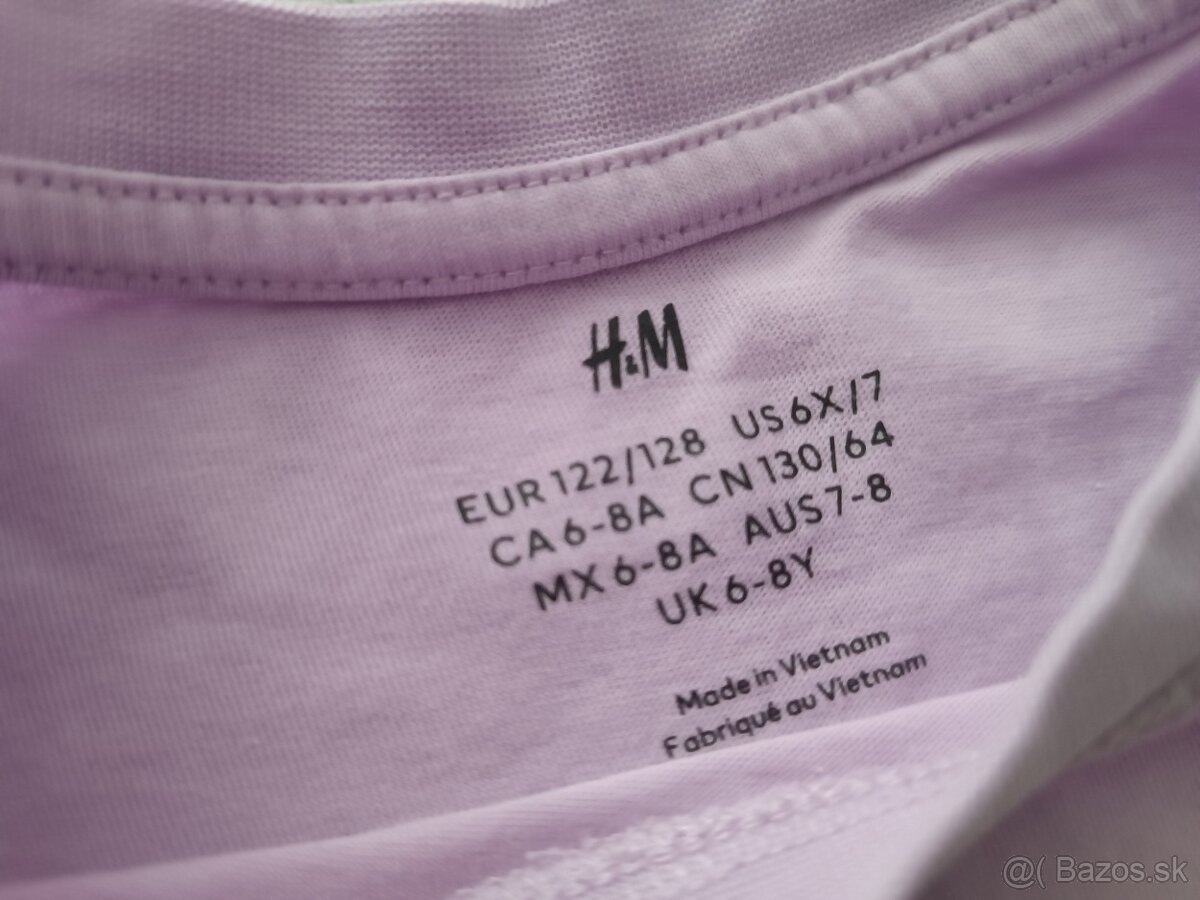 H&M
EUR 122/128 US 6X/7
CA 6-8A CN 130/64
MX 6-8A AUS 7-8
UK 6-8Y
Made in Vietnam
Fabriqué au Vietnam
@( Bazos.sk